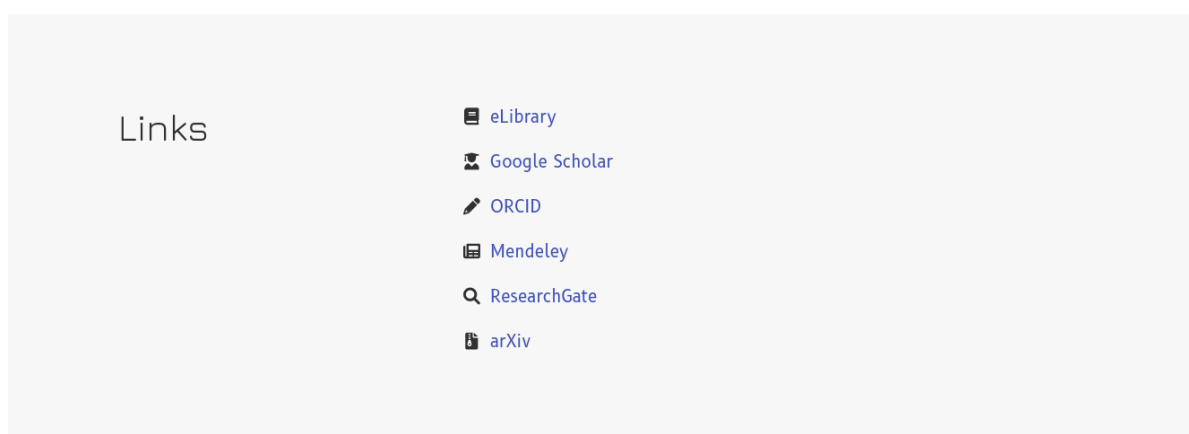 Links
eLibrary
Google Scholar
ORCID
Mendeley
ResearchGate
arXiv